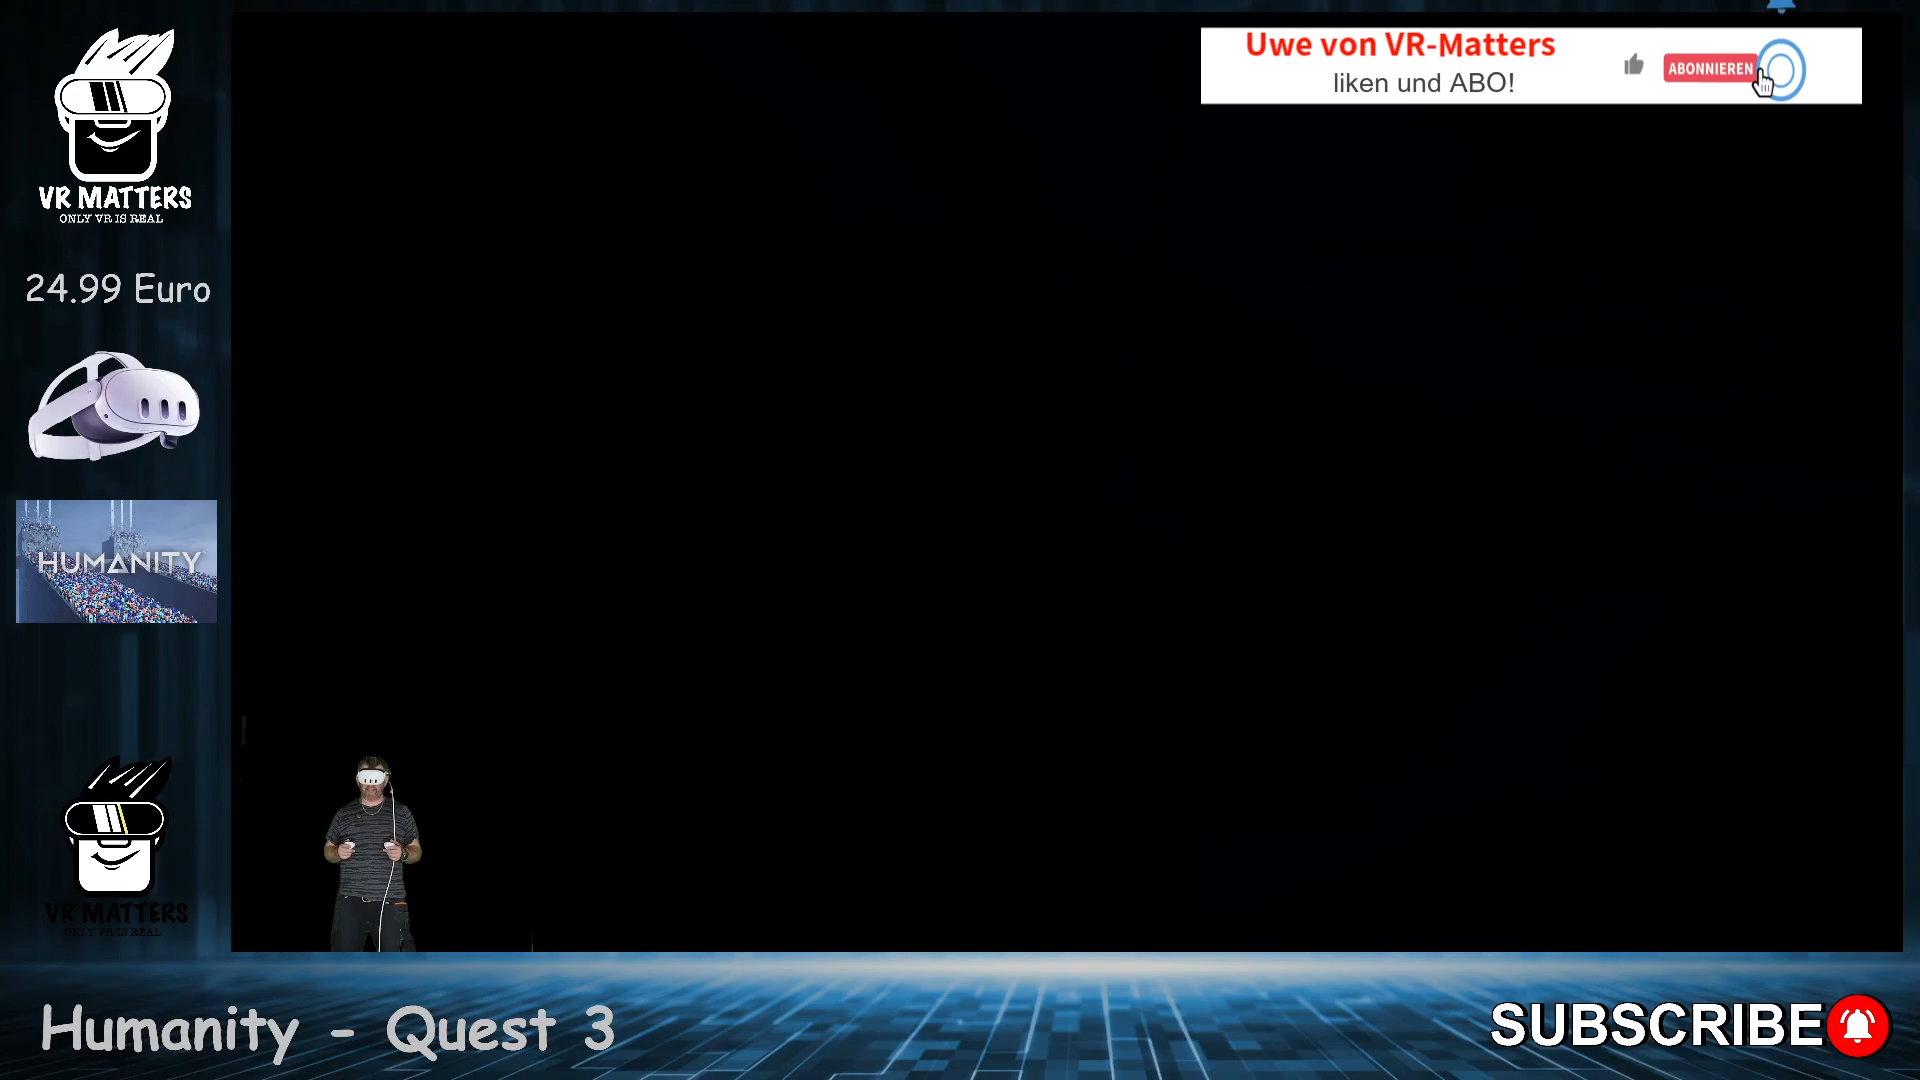 VR MATTERS
ONLY VR IS REAL
24.99 Euro
HUMANITY
VR MATTERS
ONLY VR IS REAL
Uwe von VR-Matters
liken und ABO!
ABONNIEREN
Humanity - Quest 3
SUBSCRIBE